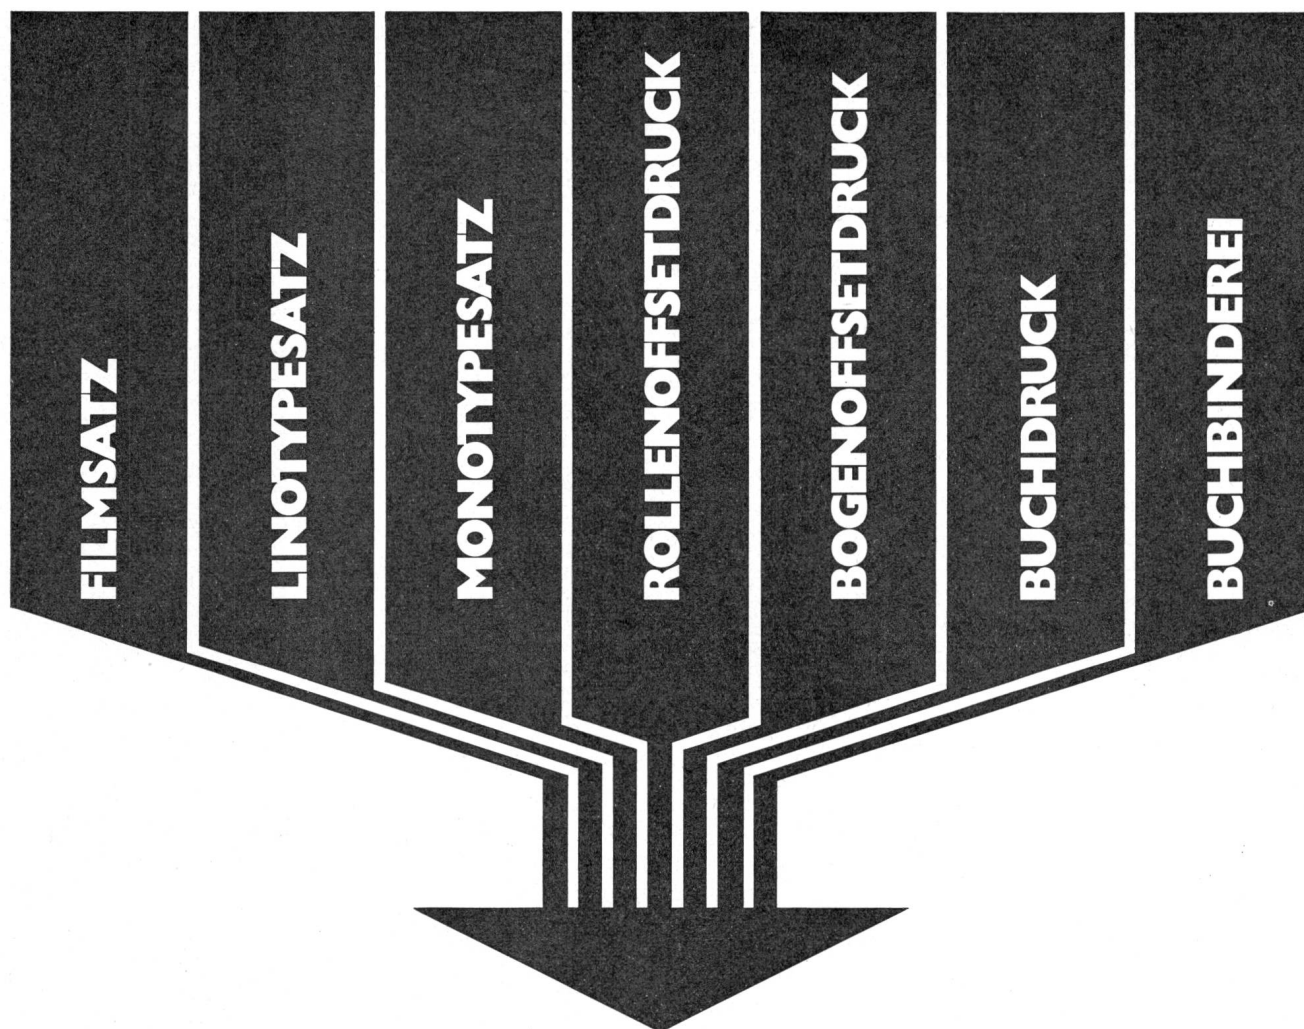 FILMSATZ
LINOTYPESATZ
MONOTYPESATZ
ROLLENOFFSETDRUCK
BOGENOFFSETDRUCK
BUCHDRUCK
BUCHBINDEREI